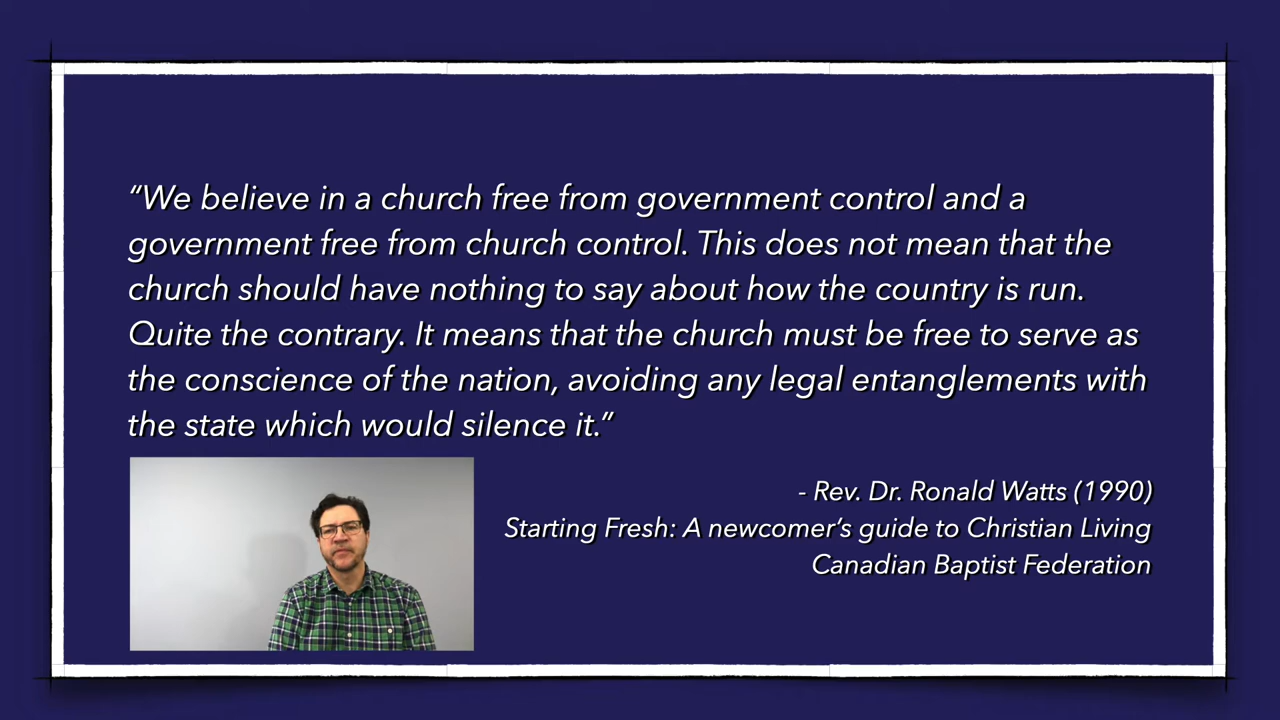 “We believe in a church free from government control and a
government free from church control. This does not mean that the
church should have nothing to say about how the country is run.
Quite the contrary. It means that the church must be free to serve as
the conscience of the nation, avoiding any legal entanglements with
the state which would silence it.”
- Rev. Dr. Ronald Watts (1990)
Starting Fresh: A newcomer’s guide to Christian Living
Canadian Baptist Federation